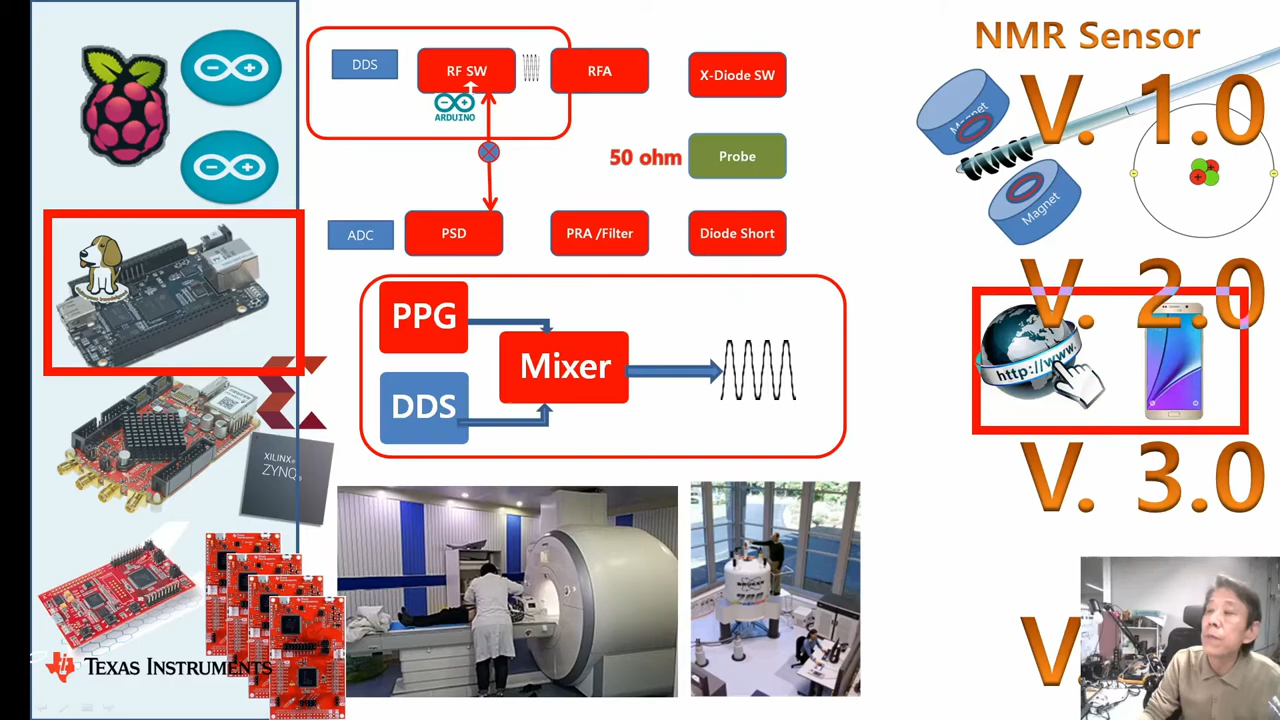 NMR Sensor
V. 1.0
V. 2.0
V. 3.0
V
DDS
RF SW
RFA
X-Diode SW
ARDUINO
50 ohm
Probe
ADC
PSD
PRA /Filter
Diode Short
PPG
DDS
Mixer
Magnet
Magnet
http://www.
XILINX
ZYNQ
TEXAS INSTRUMENTS